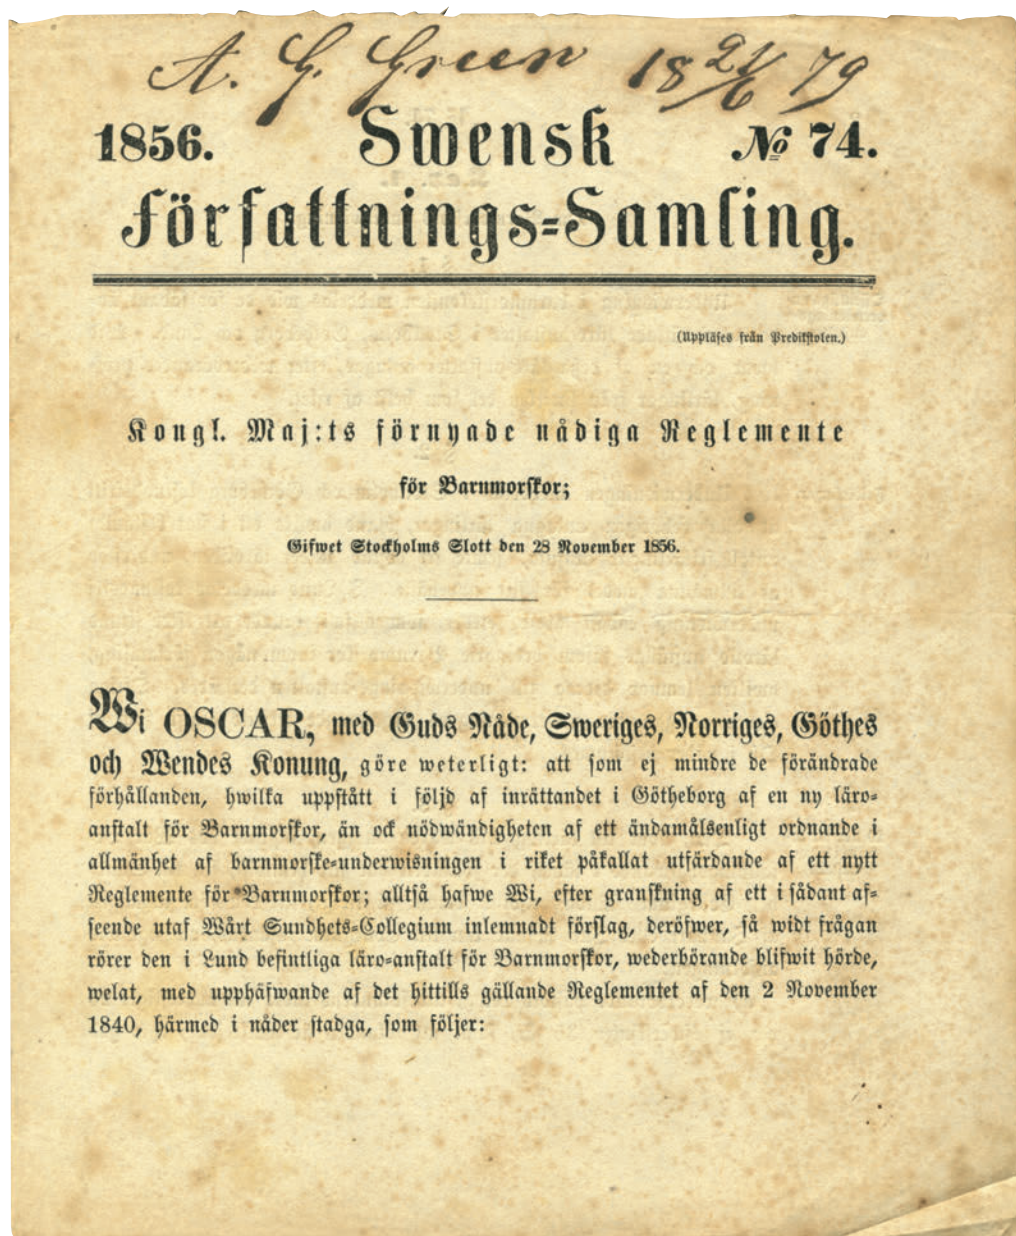 A. G. Green 18 21/6 79
1856. Swensk № 74.
Författnings-Samling.
(Uppläses från Predikstolen.)
Kongl. Maj:ts förnyade nådiga Reglemente
för Barnmorskor;
Gifwet Stockholms Slott den 28 November 1856.
Wi OSCAR, med Guds Nåde, Sweriges, Norriges, Göthes
och Wendes Konung, göre weterligt: att som ej mindre de förändrade
förhållanden, hwilka uppstått i följd af inrättandet i Götheborg af en ny läro-
anstalt för Barnmorskor, än ock nödwändigheten af ett ändamålsenligt ordnande i
allmänhet af barnmorske-underwisningen i riket påkallat utfärdande af ett nytt
Reglemente för Barnmorskor; alltså hafwe Wi, efter granskning af ett i sådant af-
seende utaf Wårt Sundhets-Collegium inlemnadt förslag, deröfwer, så widt frågan
rörer den i Lund befintliga läro-anstalt för Barnmorskor, wederbörande blifwit hörde,
welat, med upphäfwande af det hittills gällande Reglementet af den 2 November
1840, härmed i nåder stadga, som följer: